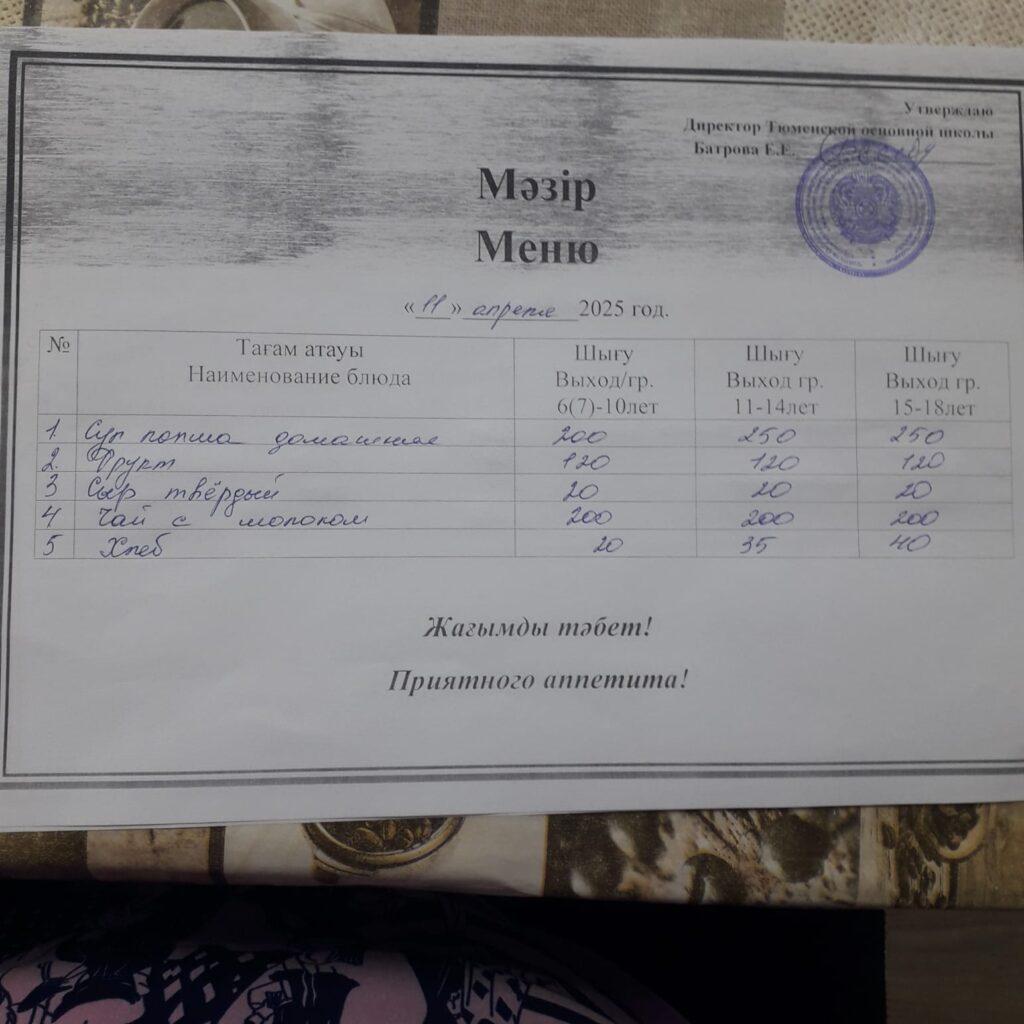 Утверждаю
Директор Тюменской основной школы
Батрова Е.Е.
Мәзір
Меню
«11» апреля 2025 год.
№ Тағам атауы Наименование блюда Шығу Выход/гр. 6(7)-10лет Шығу Выход гр. 11-14лет Шығу Выход гр. 15-18лет
1. Суп лапша домашнее 200 250 250
2. Фрукт 120 120 120
3 Сыр твёрдый 20 20 20
4 Чай с молоком 200 200 200
5 Хлеб 20 35 40
Жағымды тәбет!
Приятного аппетита!